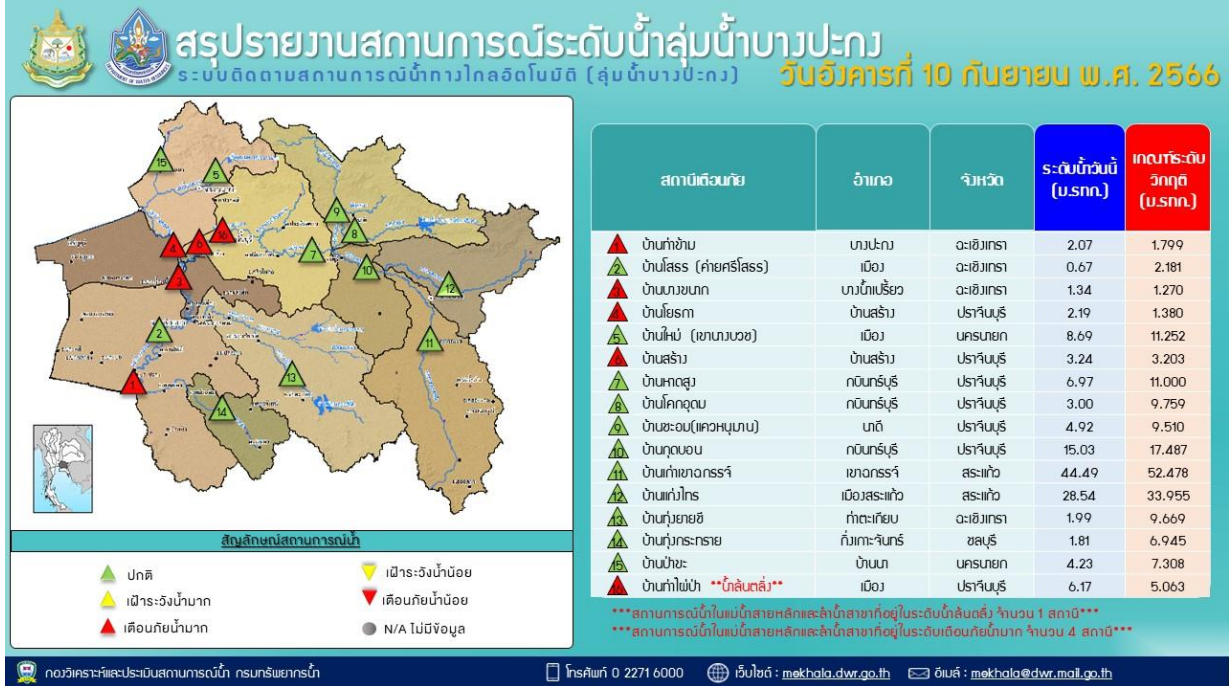 สรุปรายงานสถานการณ์ระดับน้ำลุ่มน้ำบางปะกง
ระบบติดตามสถานการณ์น้ำทางไกลอัตโนมัติ (ลุ่มน้ำบางปะกง)
วันอังคารที่ 10 กันยายน พ.ศ. 2566
สัญลักษณ์สถานการณ์น้ำ
ปกติ
เฝ้าระวังน้ำมาก
เตือนภัยน้ำมาก
เฝ้าระวังน้ำน้อย
เตือนภัยน้ำน้อย
N/A ไม่มีข้อมูล
สถานีเตือนภัย อำเภอ จังหวัด ระดับน้ำวันนี้ (ม.รทก.) เกณฑ์ระดับวิกฤติ (ม.รทก.)
1 บ้านท่าข้าม บางปะกง ฉะเชิงเทรา 2.07 1.799
2 บ้านโสธร (ค่ายศรีโสธร) เมือง ฉะเชิงเทรา 0.67 2.181
3 บ้านบางขนาก บางน้ำเปรี้ยว ฉะเชิงเทรา 1.34 1.270
4 บ้านโยธกา บ้านสร้าง ปราจีนบุรี 2.19 1.380
5 บ้านใหม่ (เขานางบวช) เมือง นครนายก 8.69 11.252
6 บ้านสร้าง บ้านสร้าง ปราจีนบุรี 3.24 3.203
7 บ้านหาดสูง กบินทร์บุรี ปราจีนบุรี 6.97 11.000
8 บ้านโคกอุดม กบินทร์บุรี ปราจีนบุรี 3.00 9.759
9 บ้านชะอม(แควหนุมาน) นาดี ปราจีนบุรี 4.92 9.510
10 บ้านกุดบอน กบินทร์บุรี ปราจีนบุรี 15.03 17.487
11 บ้านเก่าเขาฉกรรจ์ เขาฉกรรจ์ สระแก้ว 44.49 52.478
12 บ้านแก่งไทร เมืองสระแก้ว สระแก้ว 28.54 33.955
13 บ้านทุ่งยายชี ท่าตะเกียบ ฉะเชิงเทรา 1.99 9.669
14 บ้านทุ่งกระทราย กิ่งเกาะจันทร์ ชลบุรี 1.81 6.945
15 บ้านป่าขะ บ้านนา นครนายก 4.23 7.308
16 บ้านท่าไผ่ป่า **น้ำล้นตลิ่ง** เมือง ปราจีนบุรี 6.17 5.063
***สถานการณ์น้ำในแม่น้ำสายหลักและลำน้ำสาขาที่อยู่ในระดับน้ำล้นตลิ่ง จำนวน 1 สถานี***
***สถานการณ์น้ำในแม่น้ำสายหลักและลำน้ำสาขาที่อยู่ในระดับเตือนภัยน้ำมาก จำนวน 4 สถานี***
กองวิเคราะห์และประเมินสถานการณ์น้ำ กรมทรัพยากรน้ำ
โทรศัพท์ 0 2271 6000
เว็บไซต์ : mekhala.dwr.go.th
อีเมล์ : mekhala@dwr.mail.go.th